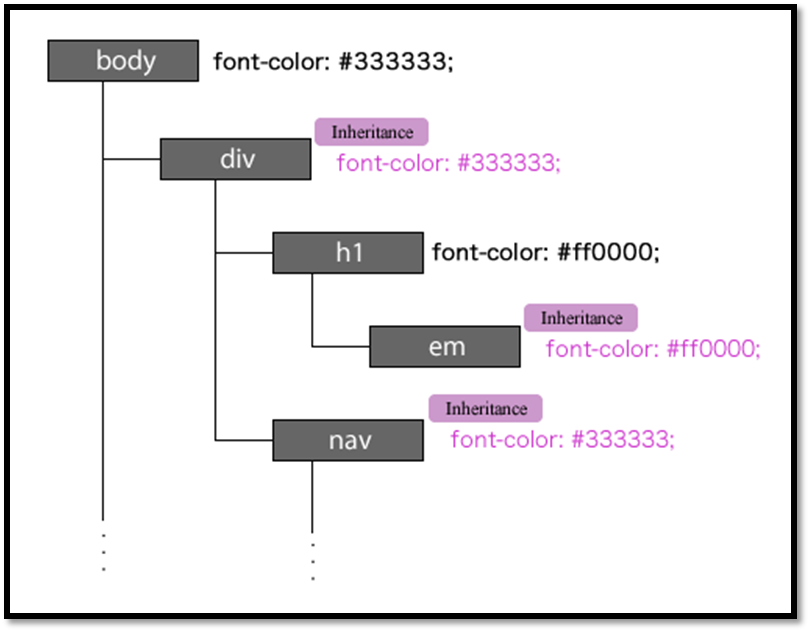 body font-color: #333333;
Inheritance
div font-color: #333333;
h1 font-color: #ff0000;
Inheritance
em font-color: #ff0000;
Inheritance
nav font-color: #333333;